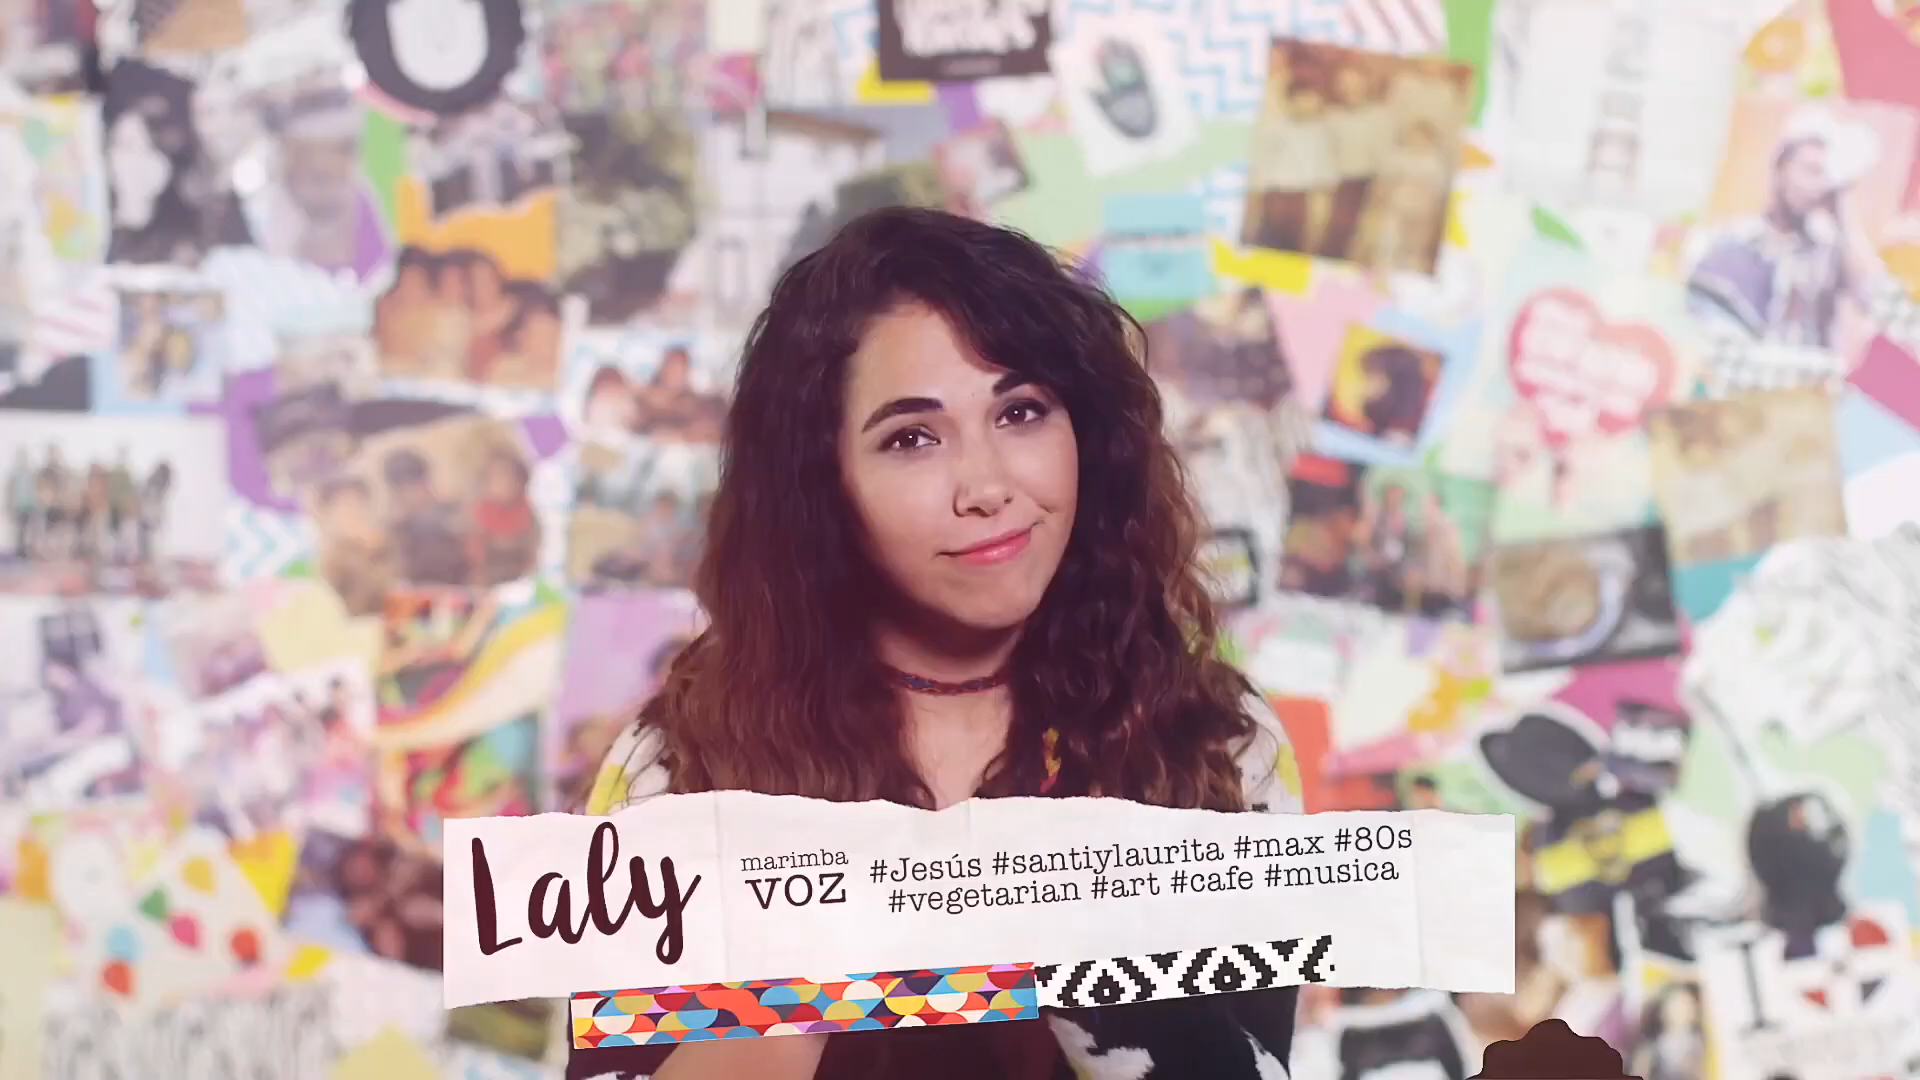 Laly
marimba
voz
#Jesús #santiylaurita #max #80s
#vegetarian #art #cafe #musica